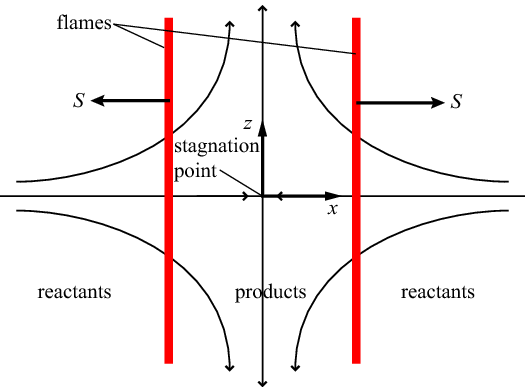 flames
S
S
z
stagnation
point
x
reactants
products
reactants